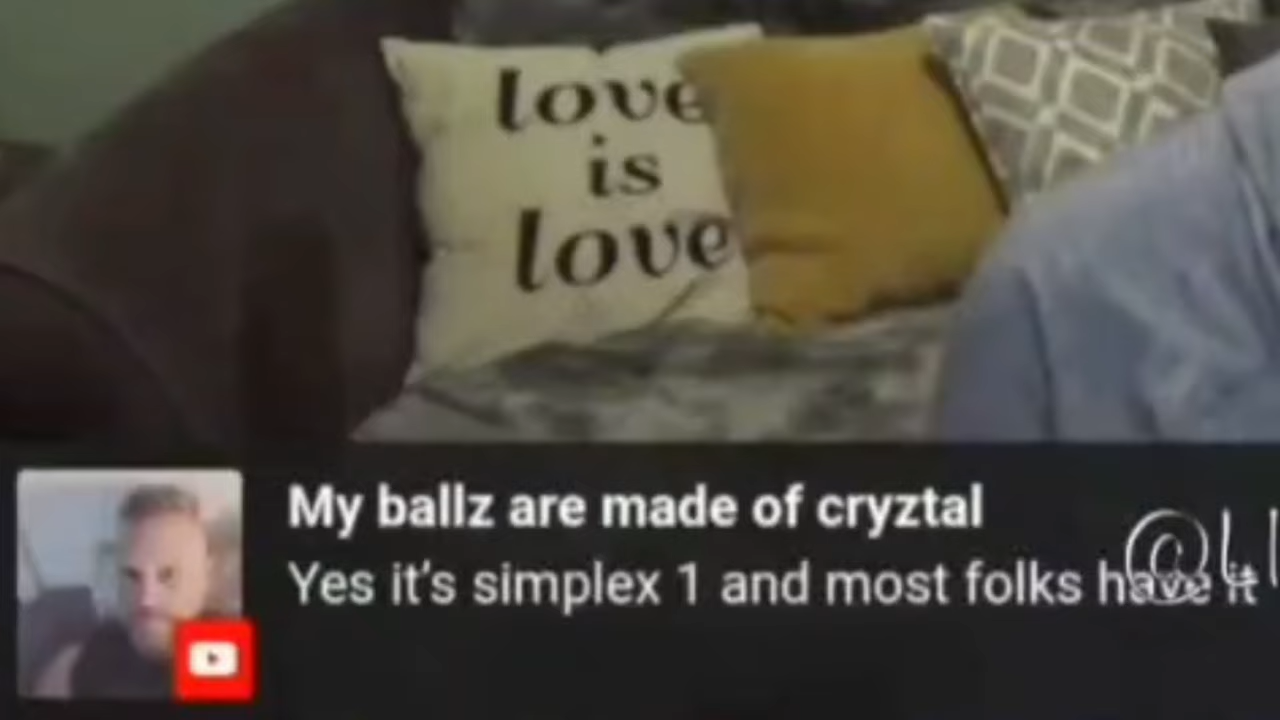 love
is
love
My ballz are made of cryztal
Yes it's simplex 1 and most folks have it